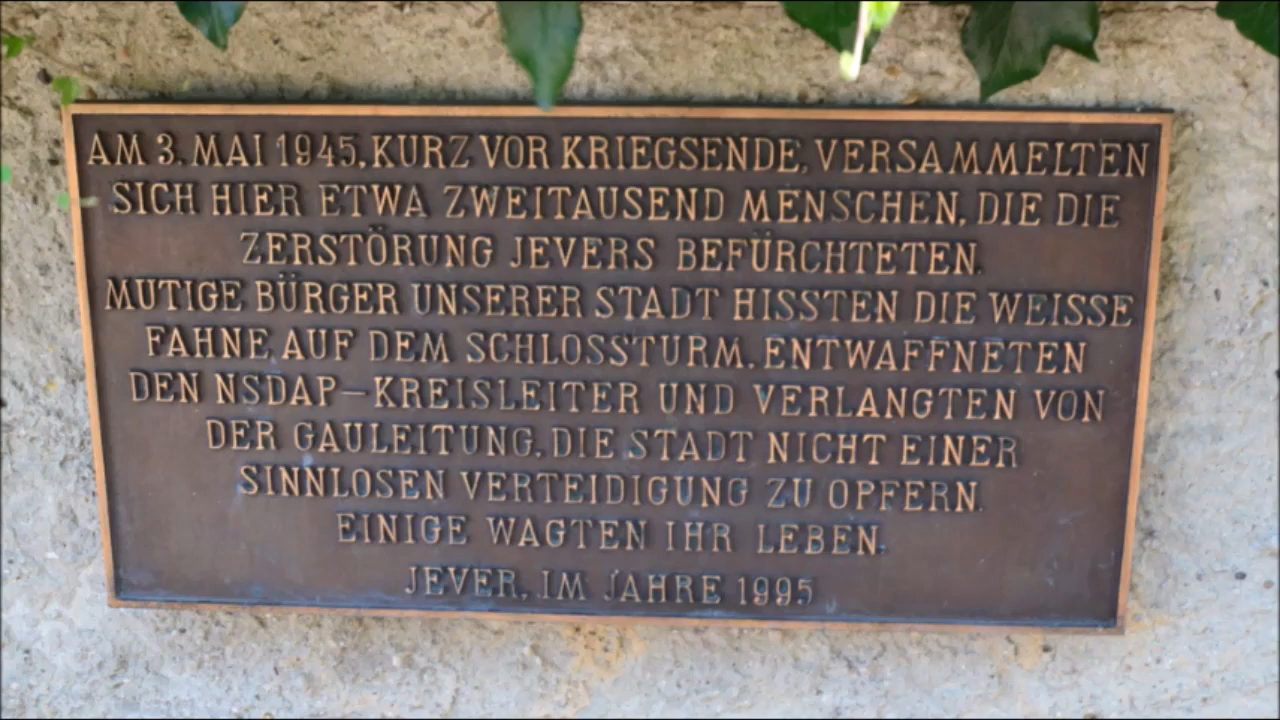 AM 3. MAI 1945, KURZ VOR KRIEGSENDE, VERSAMMELTEN
SICH HIER ETWA ZWEITAUSEND MENSCHEN, DIE DIE
ZERSTÖRUNG JEVERS BEFÜRCHTETEN.
MUTIGE BÜRGER UNSERER STADT HISSTEN DIE WEISSE
FAHNE AUF DEM SCHLOSSTURM, ENTWAFFNETEN
DEN NSDAP–KREISLEITER UND VERLANGTEN VON
DER GAULEITUNG, DIE STADT NICHT EINER
SINNLOSEN VERTEIDIGUNG ZU OPFERN.
EINIGE WAGTEN IHR LEBEN.
JEVER, IM JAHRE 1995